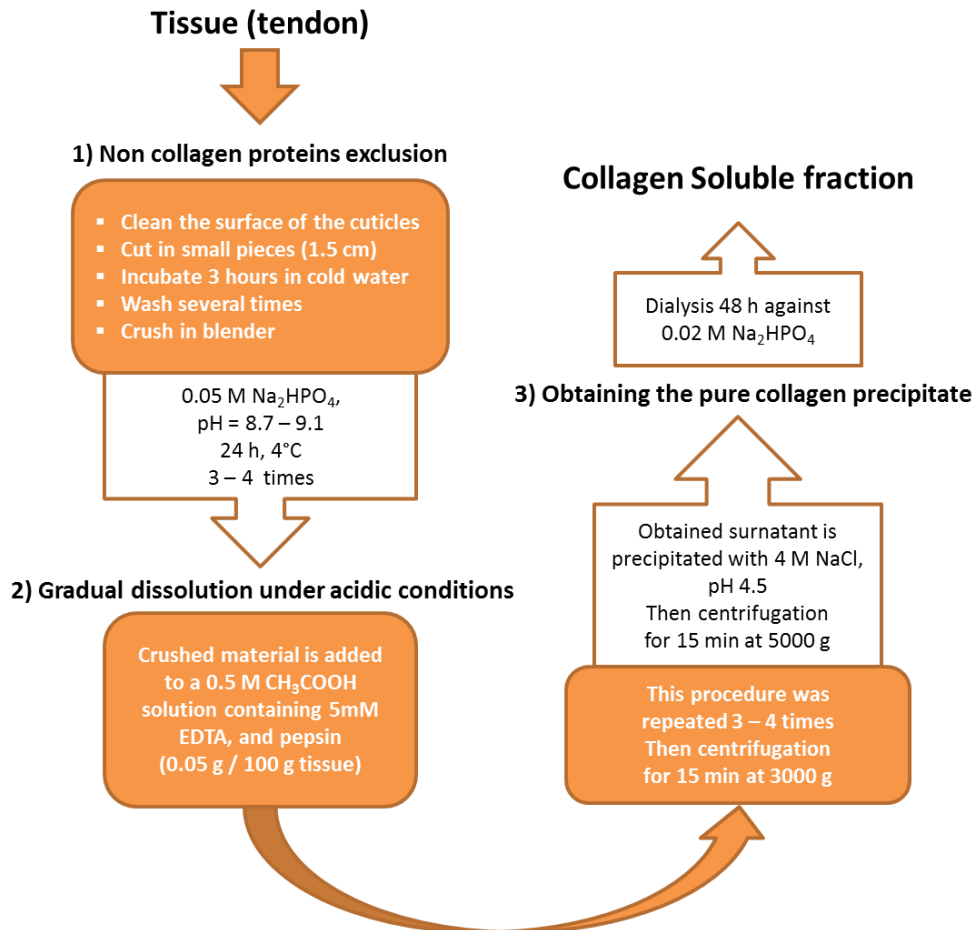 Tissue (tendon)
1) Non collagen proteins exclusion
▪ Clean the surface of the cuticles
▪ Cut in small pieces (1.5 cm)
▪ Incubate 3 hours in cold water
▪ Wash several times
▪ Crush in blender
0.05 M Na₂HPO₄,
pH = 8.7 – 9.1
24 h, 4°C
3 – 4 times
2) Gradual dissolution under acidic conditions
Crushed material is added
to a 0.5 M CH₃COOH
solution containing 5mM
EDTA, and pepsin
(0.05 g / 100 g tissue)
This procedure was
repeated 3 – 4 times
Then centrifugation
for 15 min at 3000 g
Obtained surnatant is
precipitated with 4 M NaCl,
pH 4.5
Then centrifugation
for 15 min at 5000 g
3) Obtaining the pure collagen precipitate
Dialysis 48 h against
0.02 M Na₂HPO₄
Collagen Soluble fraction